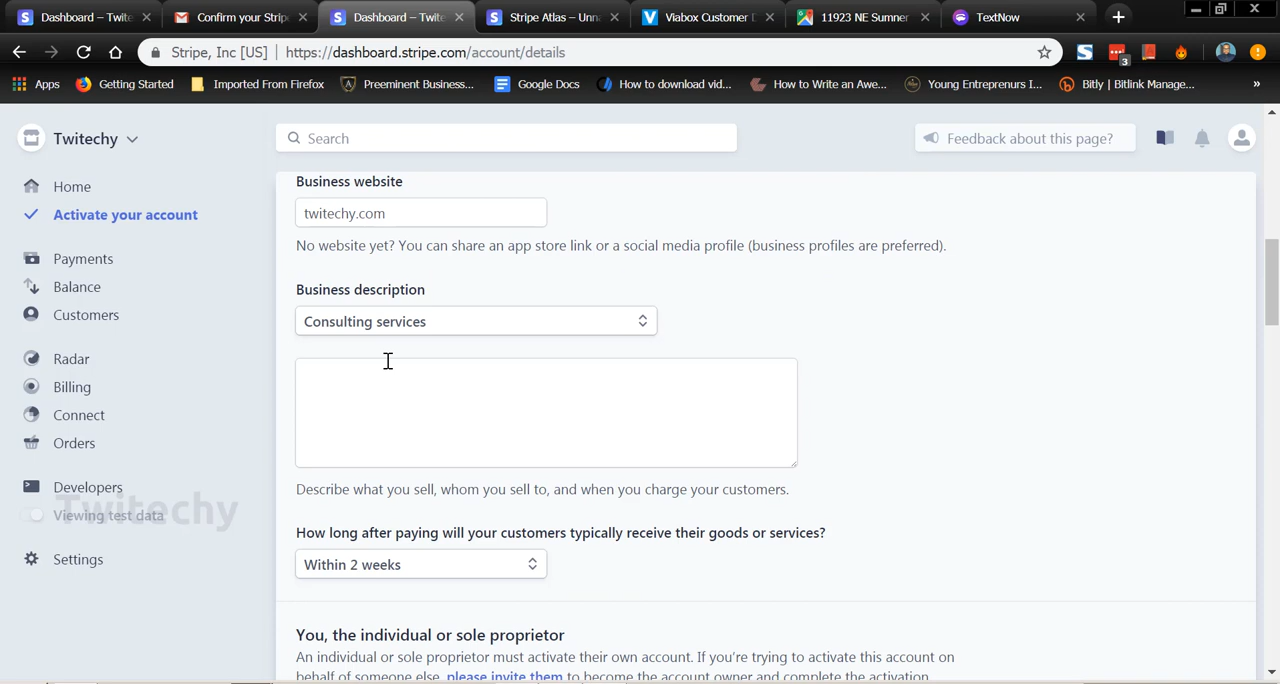 Dashboard – Twite
Confirm your Strip
Dashboard – Twite
Stripe Atlas – Unn
Viabox Customer
11923 NE Sumner
TextNow
Stripe, Inc [US] | https://dashboard.stripe.com/account/details
3
Apps
Getting Started
Imported From Firefox
Preeminent Business...
Google Docs
How to download vid...
How to Write an Awe...
Young Entreprenurs I...
Bitly | Bitlink Manage...
»
Twitechy
Search
Feedback about this page?
Home
Activate your account
Payments
Balance
Customers
Radar
Billing
Connect
Orders
Developers
Viewing test data
Twitechy
Settings
Business website
twitechy.com
No website yet? You can share an app store link or a social media profile (business profiles are preferred).
Business description
Consulting services
Describe what you sell, whom you sell to, and when you charge your customers.
How long after paying will your customers typically receive their goods or services?
Within 2 weeks
You, the individual or sole proprietor
An individual or sole proprietor must activate their own account. If you're trying to activate this account on
behalf of someone else, please invite them to become the account owner and complete the activation